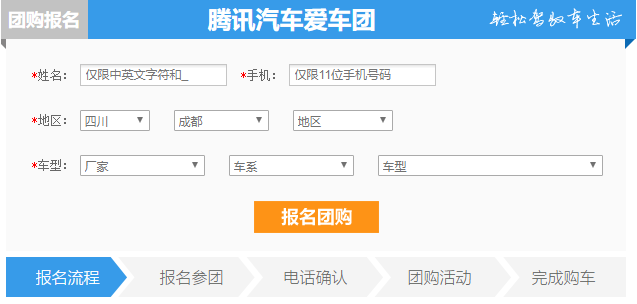 团购报名 腾讯汽车爱车团 轻松驾驭车生活
*姓名： 仅限中英文字符和_ *手机： 仅限11位手机号码
*地区： 四川 成都 地区
*车型： 厂家 车系 车型
报名团购
报名流程 报名参团 电话确认 团购活动 完成购车